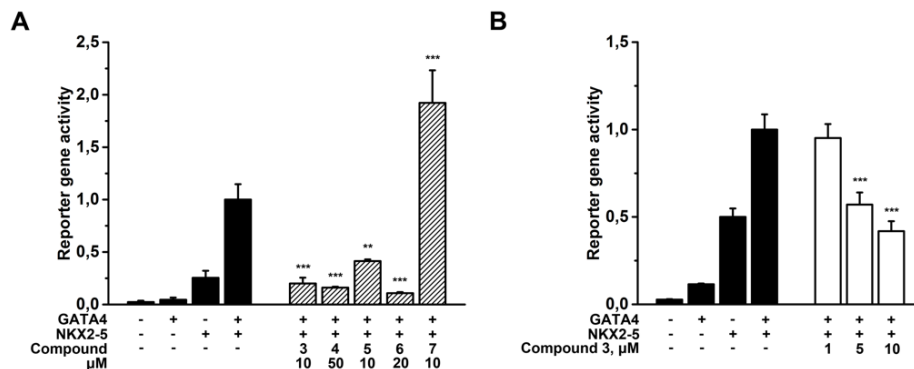 A
Reporter gene activity
2,5
2,0
1,5
1,0
0,5
0,0
***
***
**
***
***
GATA4 - + - + + + + + +
NKX2-5 - - + + + + + + +
Compound - - - - 3 4 5 6 7
µM 10 50 10 20 10
B
Reporter gene activity
1,5
1,0
0,5
0,0
***
***
GATA4 - + - + + + +
NKX2-5 - - + + + + +
Compound 3, µM - - - - 1 5 10